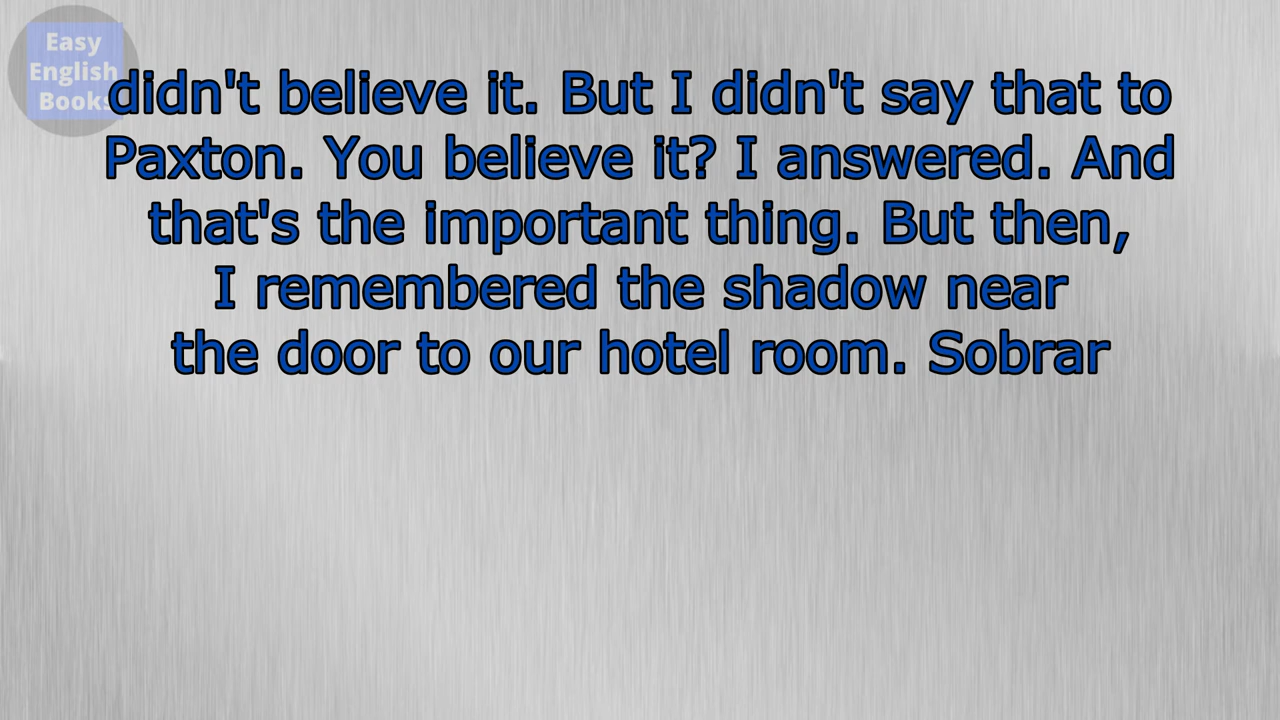 Easy
English
Books
didn't believe it. But I didn't say that to
Paxton. You believe it? I answered. And
that's the important thing. But then,
I remembered the shadow near
the door to our hotel room. Sobrar